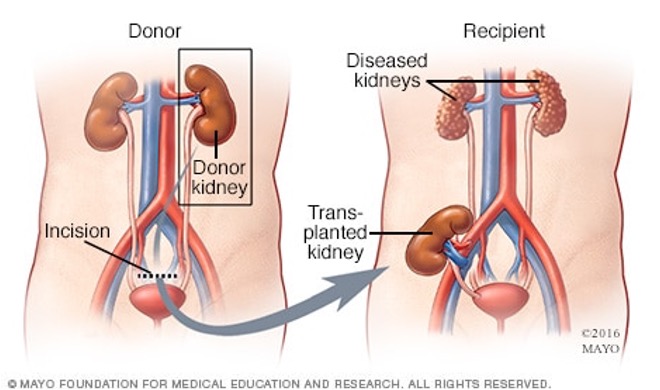 Donor
Recipient
Diseased
kidneys
Donor
kidney
Incision
Trans-
planted
kidney
©2016
MAYO
© MAYO FOUNDATION FOR MEDICAL EDUCATION AND RESEARCH. ALL RIGHTS RESERVED.